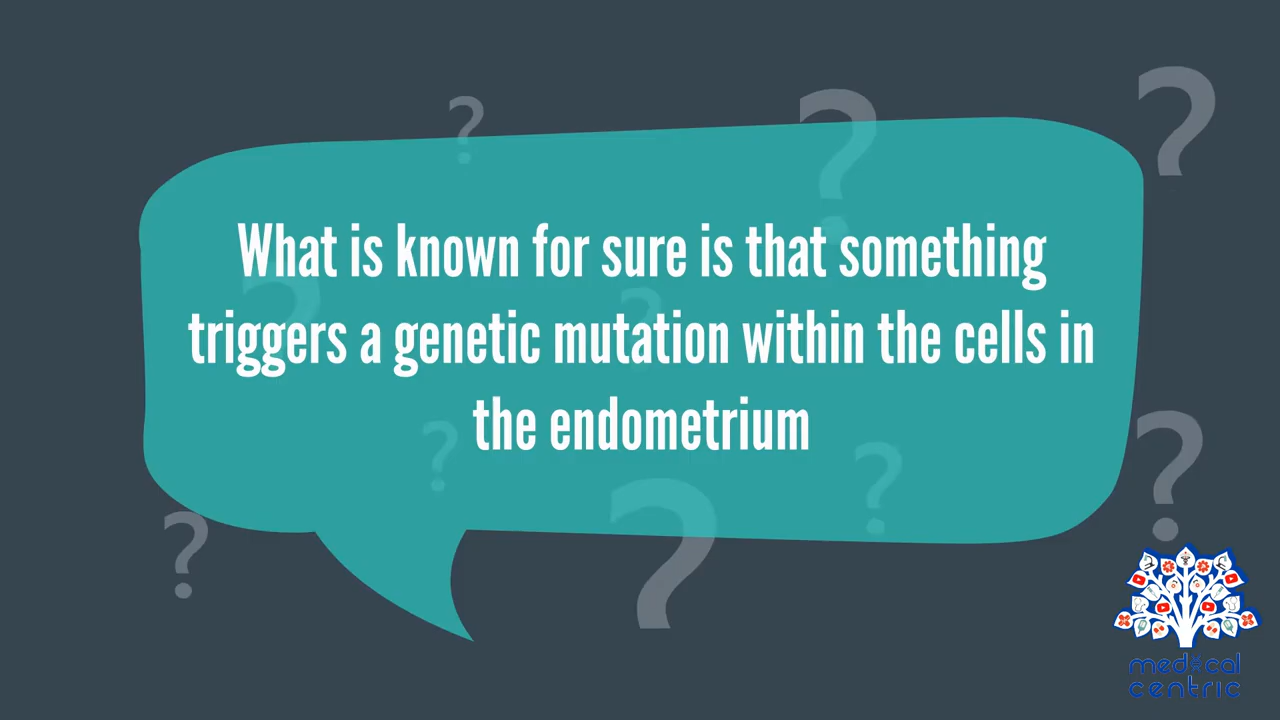 What is known for sure is that something
triggers a genetic mutation within the cells in
the endometrium
medical
centric